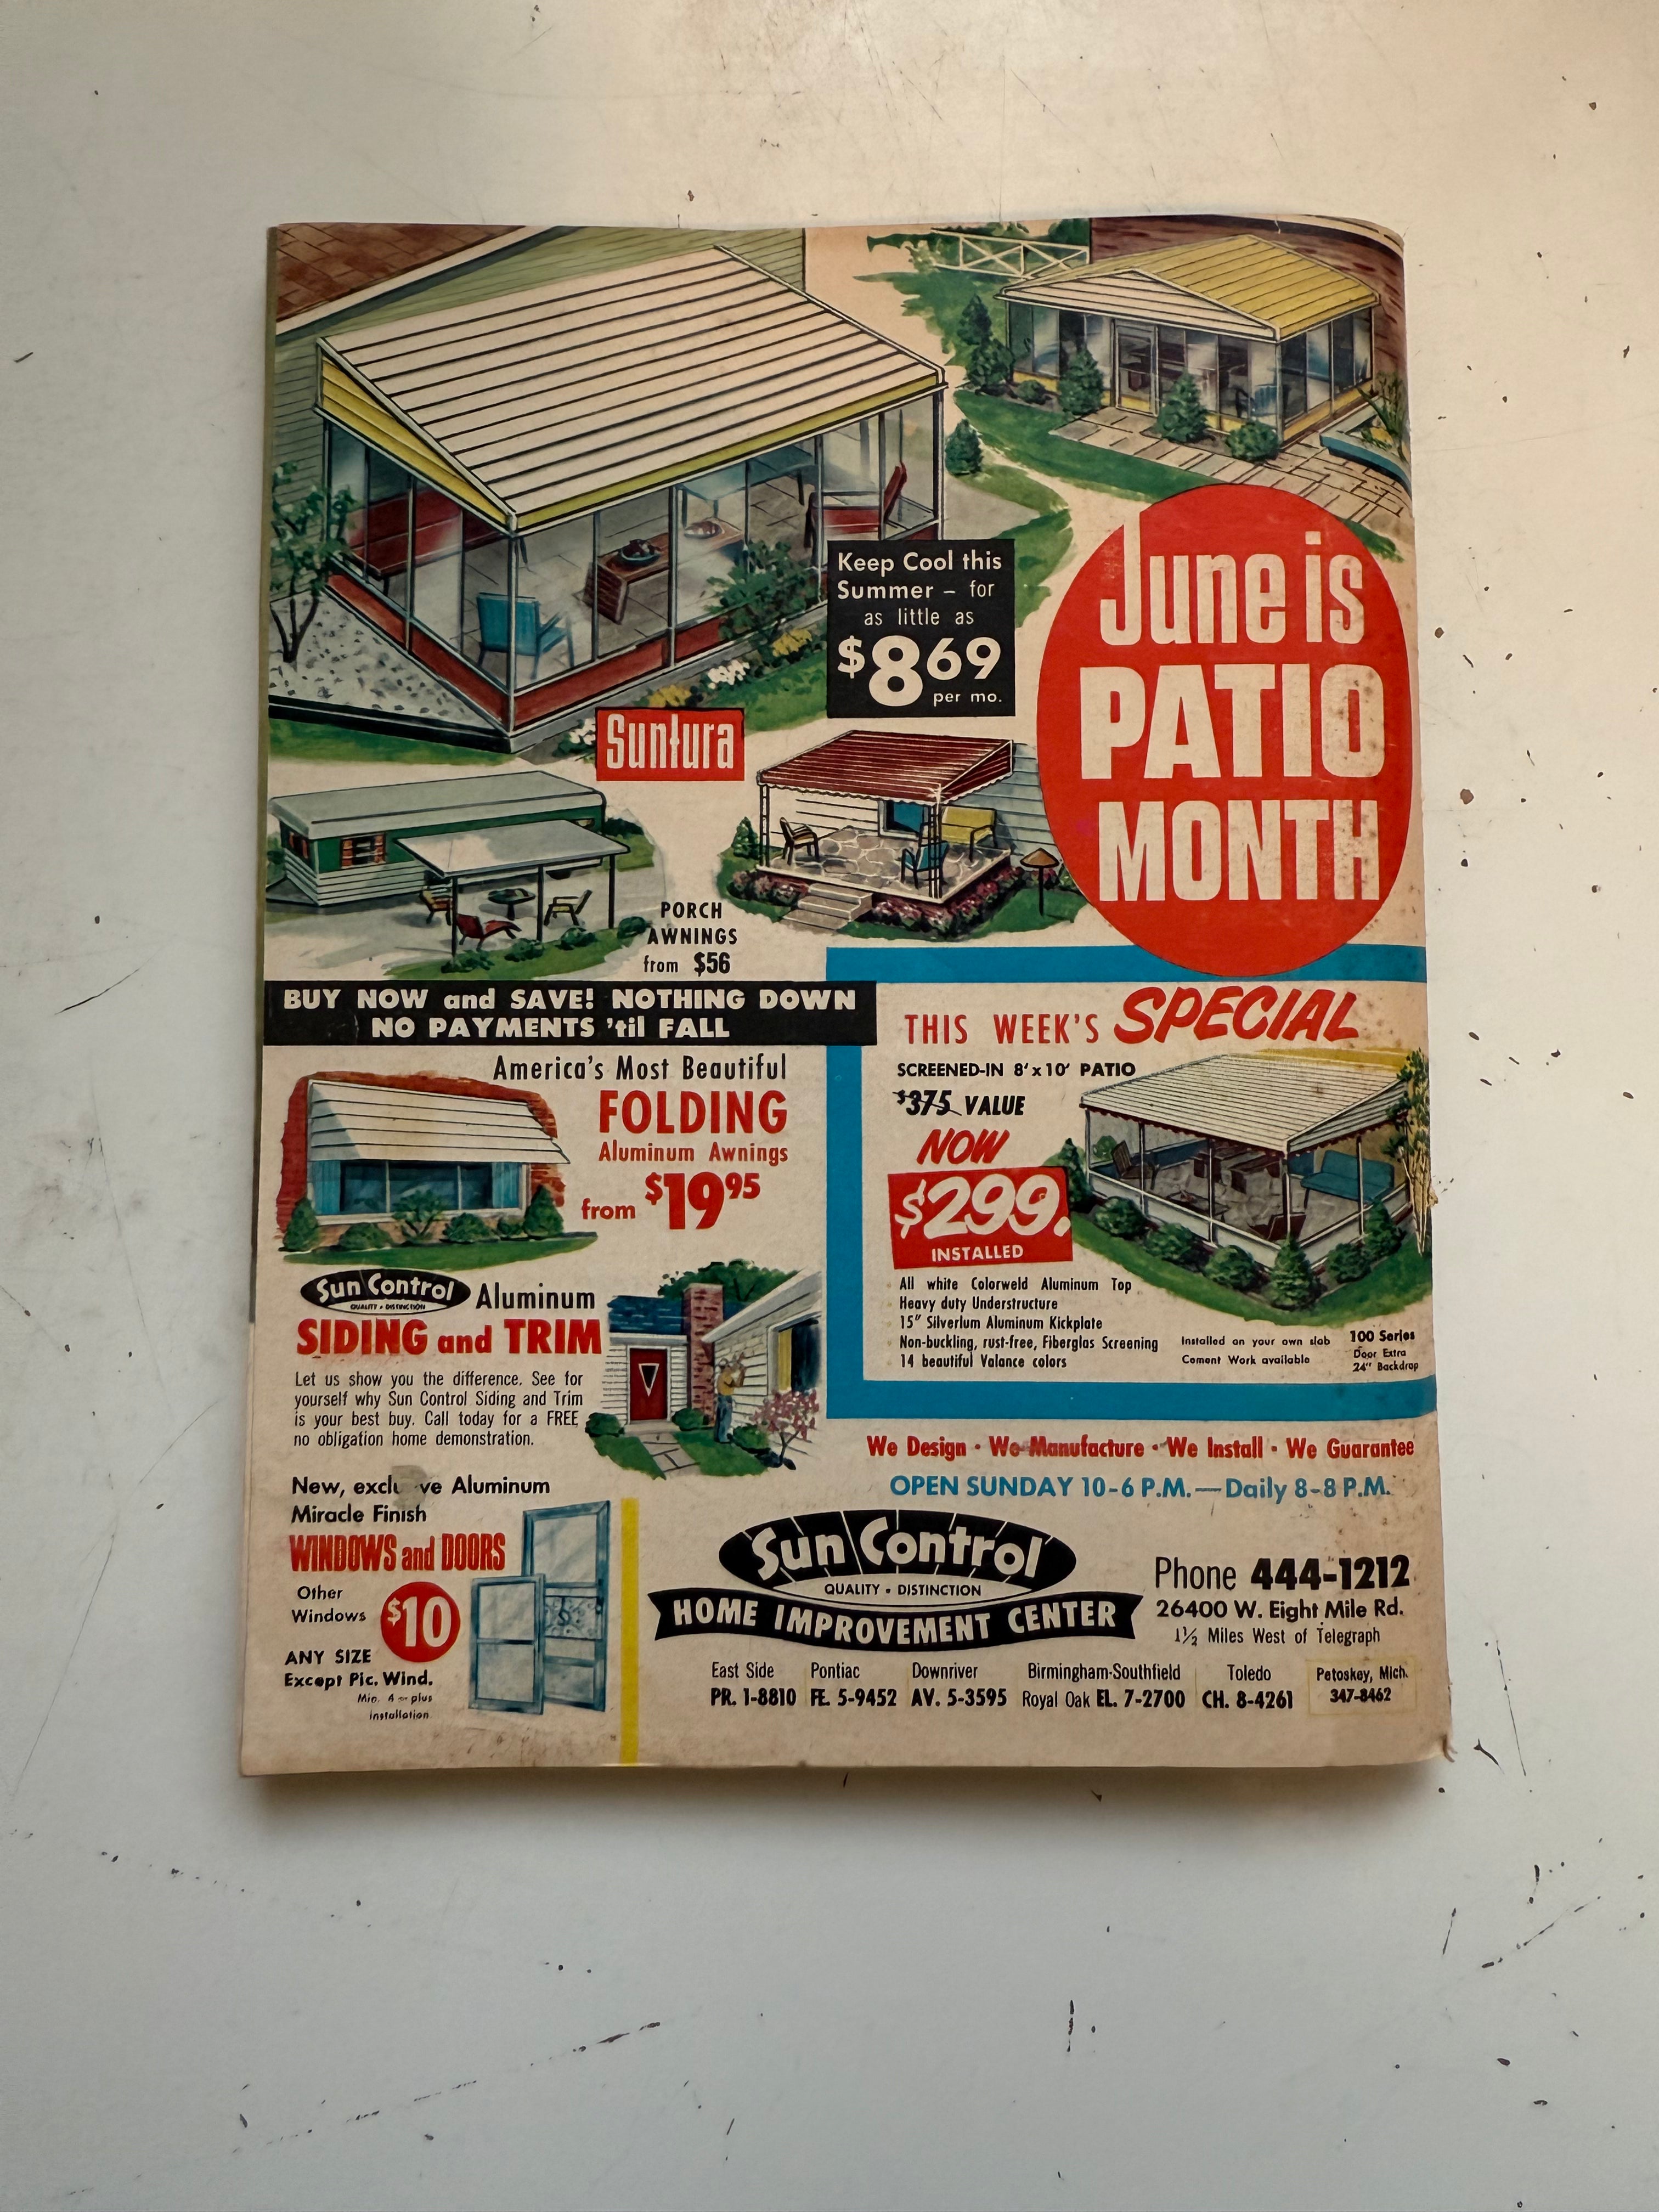 Keep Cool this
Summer – for
as little as
$8.69
per mo.
June is
PATIO
MONTH
Suntura
PORCH
AWNINGS
from $56
BUY NOW and SAVE! NOTHING DOWN
NO PAYMENTS 'til FALL
America's Most Beautiful
FOLDING
Aluminum Awnings
from $19.95
Sun Control
QUALITY • DISTINCTION
Aluminum
SIDING and TRIM
Let us show you the difference. See for
yourself why Sun Control Siding and Trim
is your best buy. Call today for a FREE
no obligation home demonstration.
New, exclu ve Aluminum
Miracle Finish
WINDOWS and DOORS
Other
Windows
$10
ANY SIZE
Except Pic. Wind.
Min. 4 – plus
installation
THIS WEEK'S SPECIAL
SCREENED-IN 8' x 10' PATIO
$375 VALUE
NOW
$299.
INSTALLED
All white Colorweld Aluminum Top
Heavy duty Understructure
15" Silverlum Aluminum Kickplate
Non-buckling, rust-free, Fiberglas Screening
14 beautiful Valance colors
Installed on your own slab
Cement Work available
100 Series
Door Extra
24" Backdrop
We Design • We Manufacture • We Install • We Guarantee
OPEN SUNDAY 10-6 P.M.—Daily 8-8 P.M.
Sun Control
QUALITY • DISTINCTION
HOME IMPROVEMENT CENTER
Phone 444-1212
26400 W. Eight Mile Rd.
1½ Miles West of Telegraph
East Side
PR. 1-8810
Pontiac
FE. 5-9452
Downriver
AV. 5-3595
Birmingham-Southfield
Royal Oak EL. 7-2700
Toledo
CH. 8-4261
Petoskey, Mich.
347-8462